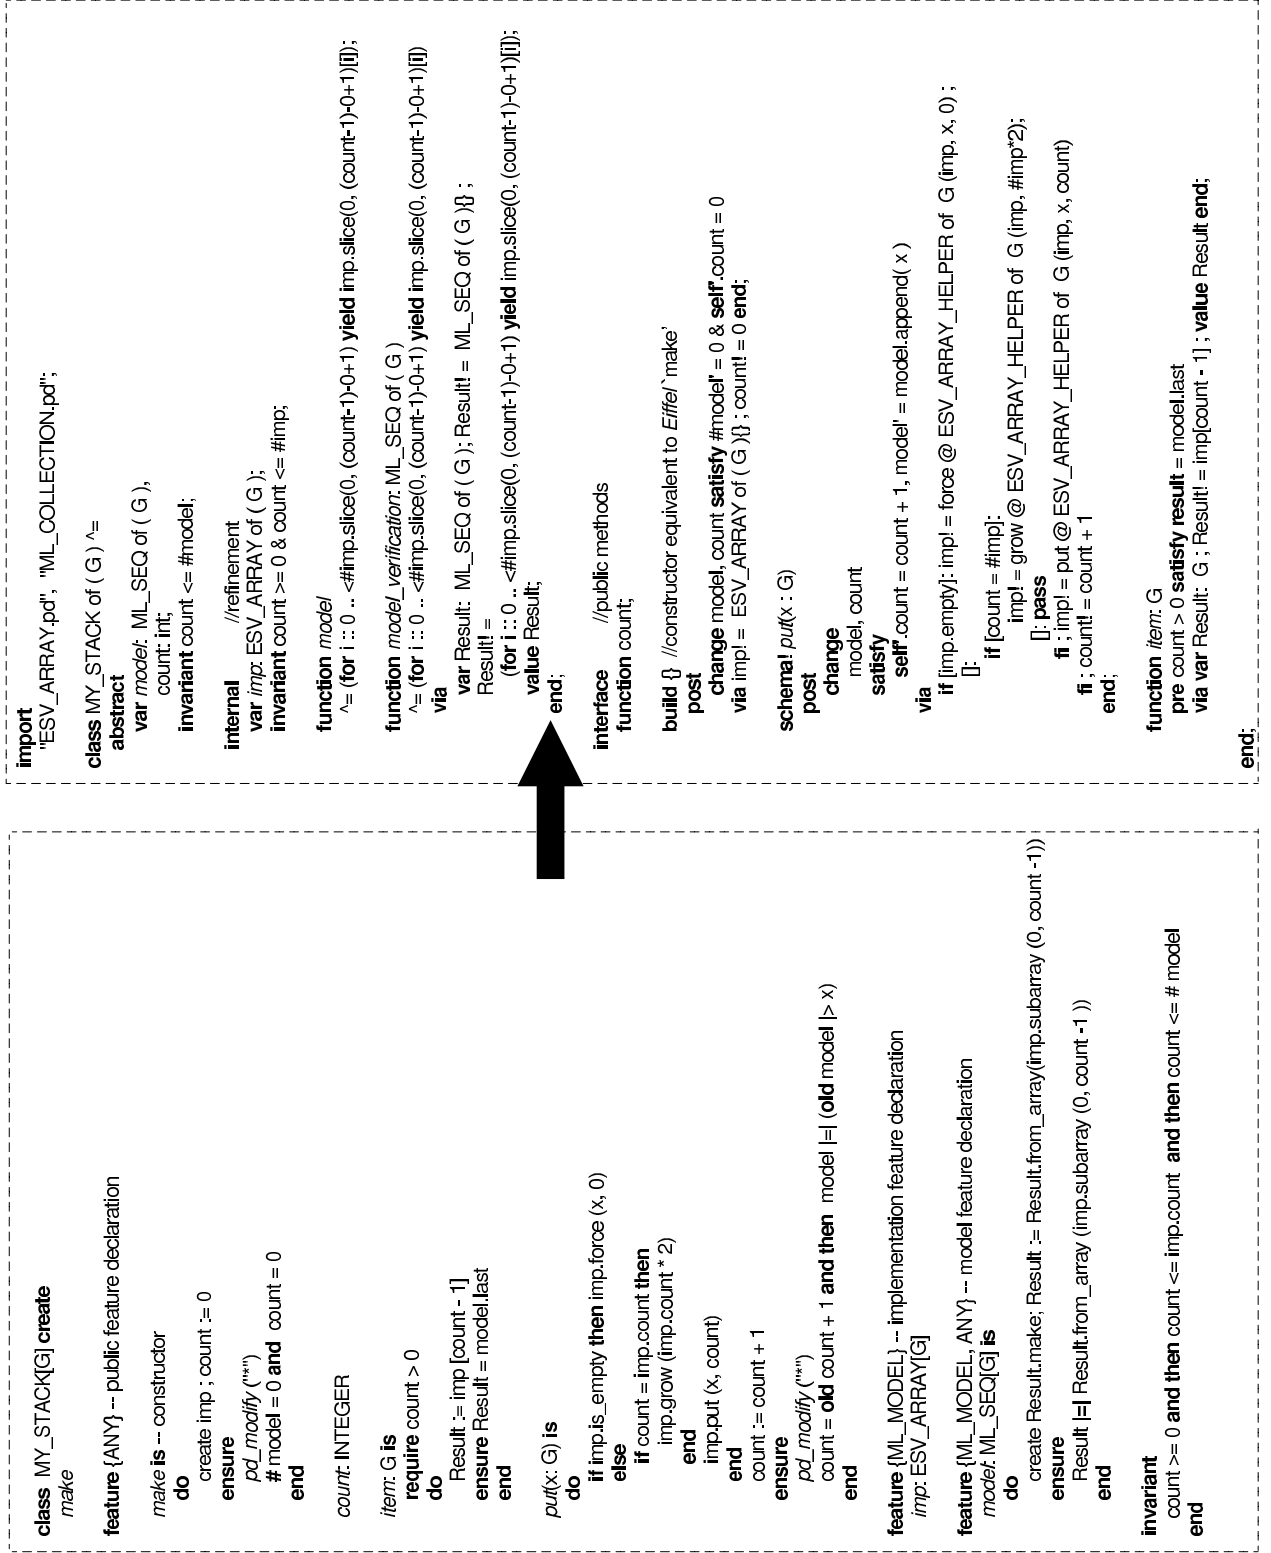 class MY_STACK[G] create
make
feature {ANY} -- public feature declaration
make is -- constructor
do
create imp ; count := 0
ensure
pd_modify ("*")
# model = 0 and count = 0
end
count: INTEGER
item: G is
require count > 0
do
Result := imp [count - 1]
ensure Result = model.last
end
put(x: G) is
do
if imp.is_empty then imp.force (x, 0)
else
if count = imp.count then
imp.grow (imp.count * 2)
end
imp.put (x, count)
end
count := count + 1
ensure
pd_modify ("*")
count = old count + 1 and then model |=| (old model |> x)
end
feature {ML_MODEL} -- implementation feature declaration
imp: ESV_ARRAY[G]
feature {ML_MODEL, ANY} -- model feature declaration
model: ML_SEQ[G] is
do
create Result.make; Result := Result.from_array(imp.subarray (0, count -1))
ensure
Result |=| Result.from_array (imp.subarray (0, count -1 ))
end
invariant
count >= 0 and then count <= imp.count and then count <= # model
end
import
"ESV_ARRAY.pd", "ML_COLLECTION.pd";
class MY_STACK of ( G ) ^=
abstract
var model: ML_SEQ of ( G ),
count: int;
invariant count <= #model;
internal //refinement
var imp: ESV_ARRAY of ( G );
invariant count >= 0 & count <= #imp;
function model
^= (for i :: 0 .. <#imp.slice(0, (count-1)-0+1) yield imp.slice(0, (count-1)-0+1)[i]);
function model_verification: ML_SEQ of ( G )
^= (for i :: 0 .. <#imp.slice(0, (count-1)-0+1) yield imp.slice(0, (count-1)-0+1)[i])
via
var Result: ML_SEQ of ( G ); Result! = ML_SEQ of ( G ){} ;
Result! =
(for i :: 0 .. <#imp.slice(0, (count-1)-0+1) yield imp.slice(0, (count-1)-0+1)[i]);
value Result;
end;
interface //public methods
function count;
build {} //constructor equivalent to Eiffel `make'
post
change model, count satisfy #model' = 0 & self'.count = 0
via imp! = ESV_ARRAY of ( G ){} ; count! = 0 end;
schema! put(x : G)
post
change
model, count
satisfy
self'.count = count + 1, model' = model.append( x )
via
if [imp.empty]: imp! = force @ ESV_ARRAY_HELPER of G (imp, x, 0) ;
[]:
if [count = #imp]:
imp! = grow @ ESV_ARRAY_HELPER of G (imp, #imp*2);
[]: pass
fi ; imp! = put @ ESV_ARRAY_HELPER of G (imp, x, count)
fi ; count! = count + 1
end;
function item: G
pre count > 0 satisfy result = model.last
via var Result: G ; Result! = imp[count - 1] ; value Result end;
end;